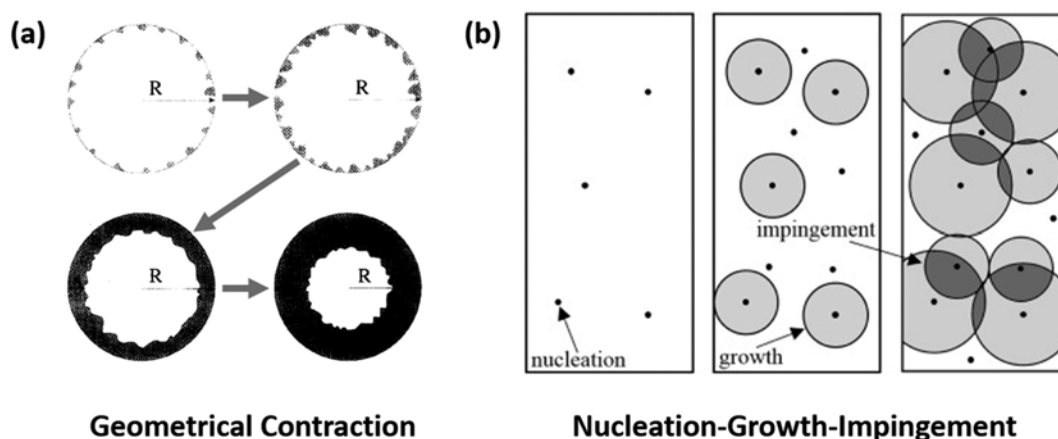 (a)
R
R
R
R
Geometrical Contraction
(b)
nucleation
growth
impingement
Nucleation-Growth-Impingement